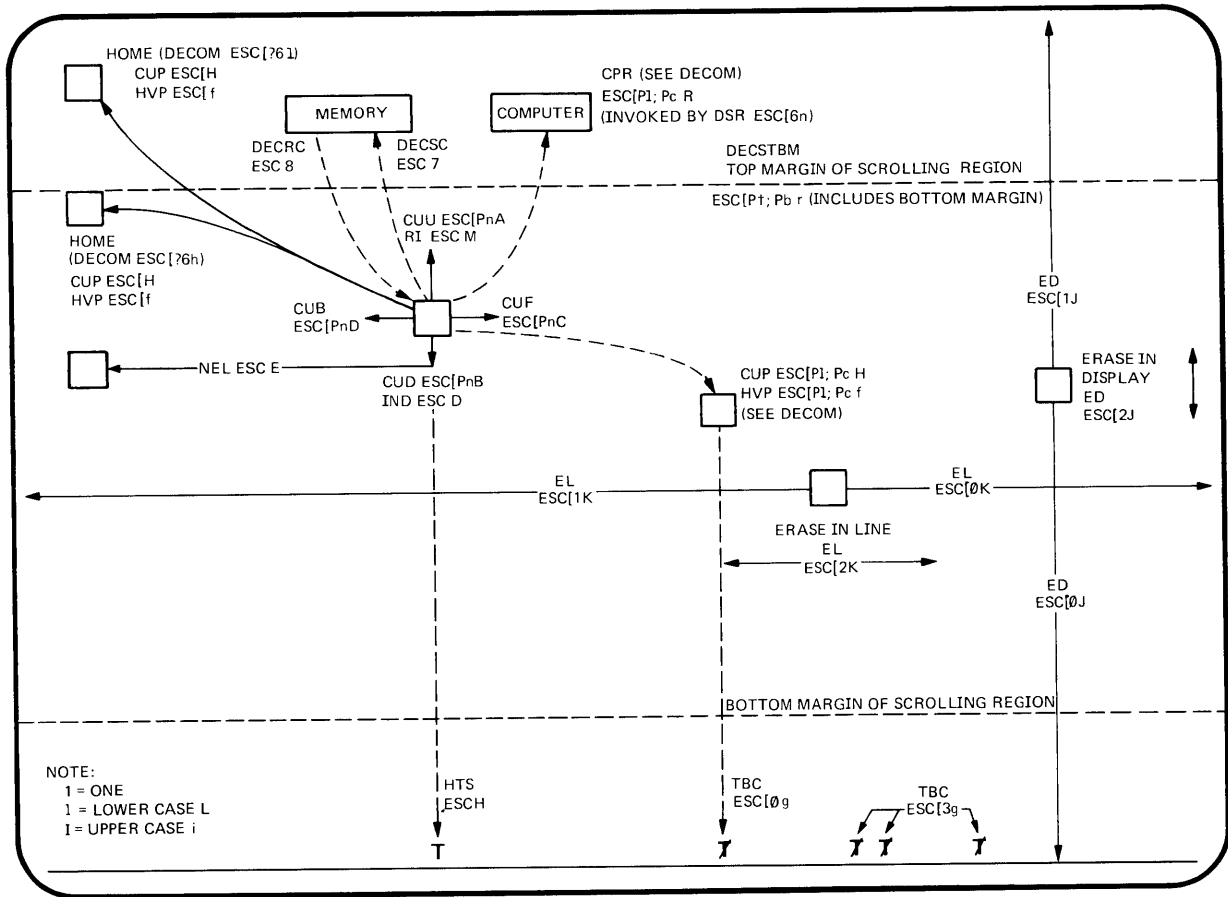 HOME (DECOM ESC[?6l)
CUP ESC[H
HVP ESC[f
MEMORY
COMPUTER
CPR (SEE DECOM)
ESC[Pl; Pc R
(INVOKED BY DSR ESC[6n)
DECRC
ESC 8
DECSC
ESC 7
DECSTBM
TOP MARGIN OF SCROLLING REGION
ESC[Pt; Pb r (INCLUDES BOTTOM MARGIN)
HOME
(DECOM ESC[?6h)
CUP ESC[H
HVP ESC[f
CUU ESC[PnA
RI ESC M
CUB
ESC[PnD
CUF
ESC[PnC
NEL ESC E
CUD ESC[PnB
IND ESC D
CUP ESC[Pl; Pc H
HVP ESC[Pl; Pc f
(SEE DECOM)
ED
ESC[1J
ERASE IN
DISPLAY
ED
ESC[2J
EL
ESC[1K
EL
ESC[0K
ERASE IN LINE
EL
ESC[2K
ED
ESC[0J
BOTTOM MARGIN OF SCROLLING REGION
NOTE:
1 = ONE
l = LOWER CASE L
I = UPPER CASE i
HTS
ESCH
TBC
ESC[0g
TBC
ESC[3g
T
T
T T T